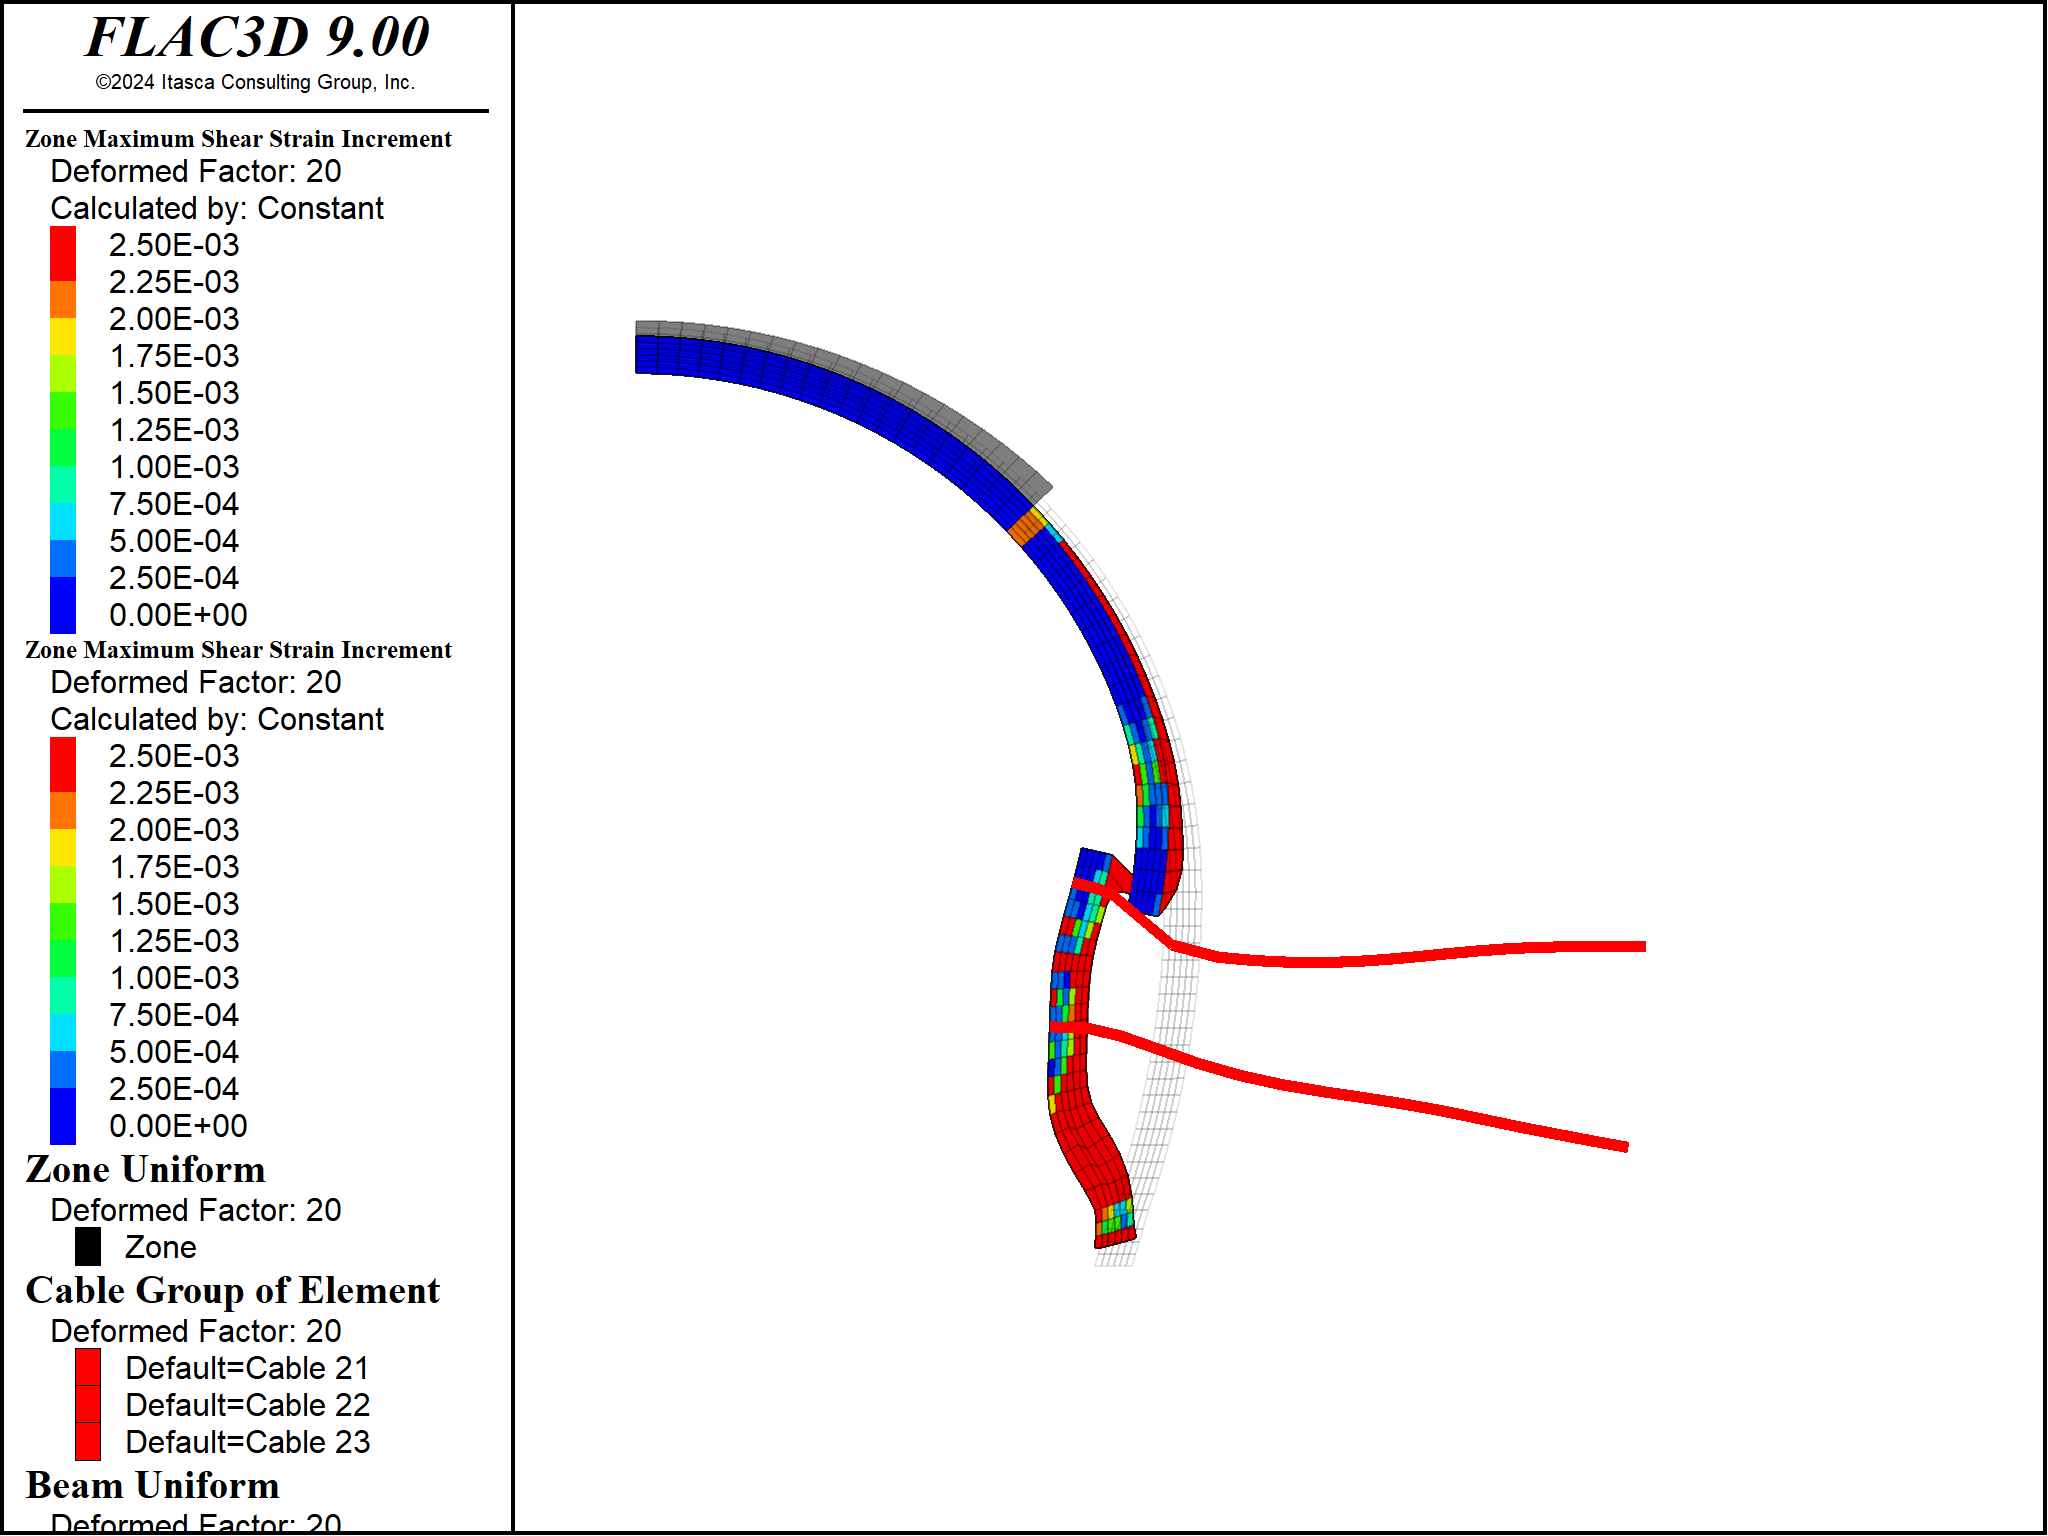 FLAC3D 9.00
©2024 Itasca Consulting Group, Inc.
Zone Maximum Shear Strain Increment
Deformed Factor: 20
Calculated by: Constant
2.50E-03
2.25E-03
2.00E-03
1.75E-03
1.50E-03
1.25E-03
1.00E-03
7.50E-04
5.00E-04
2.50E-04
0.00E+00
Zone Maximum Shear Strain Increment
Deformed Factor: 20
Calculated by: Constant
2.50E-03
2.25E-03
2.00E-03
1.75E-03
1.50E-03
1.25E-03
1.00E-03
7.50E-04
5.00E-04
2.50E-04
0.00E+00
Zone Uniform
Deformed Factor: 20
Zone
Cable Group of Element
Deformed Factor: 20
Default=Cable 21
Default=Cable 22
Default=Cable 23
Beam Uniform
Deformed Factor: 20